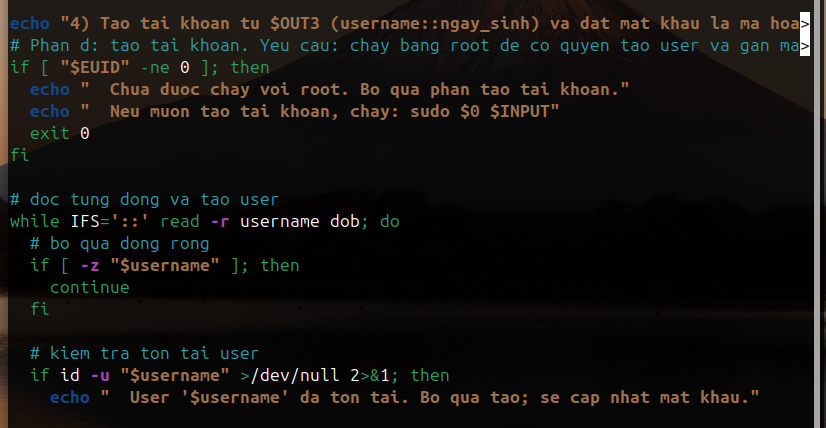 echo "4) Tao tai khoan tu $OUT3 (username::ngay_sinh) va dat mat khau la ma hoa>
# Phan d: tao tai khoan. Yeu cau: chay bang root de co quyen tao user va gan ma>
if [ "$EUID" -ne 0 ]; then
  echo "  Chua duoc chay voi root. Bo qua phan tao tai khoan."
  echo "  Neu muon tao tai khoan, chay: sudo $0 $INPUT"
  exit 0
fi

# doc tung dong va tao user
while IFS='::' read -r username dob; do
  # bo qua dong rong
  if [ -z "$username" ]; then
    continue
  fi

  # kiem tra ton tai user
  if id -u "$username" >/dev/null 2>&1; then
    echo "  User '$username' da ton tai. Bo qua tao; se cap nhat mat khau."